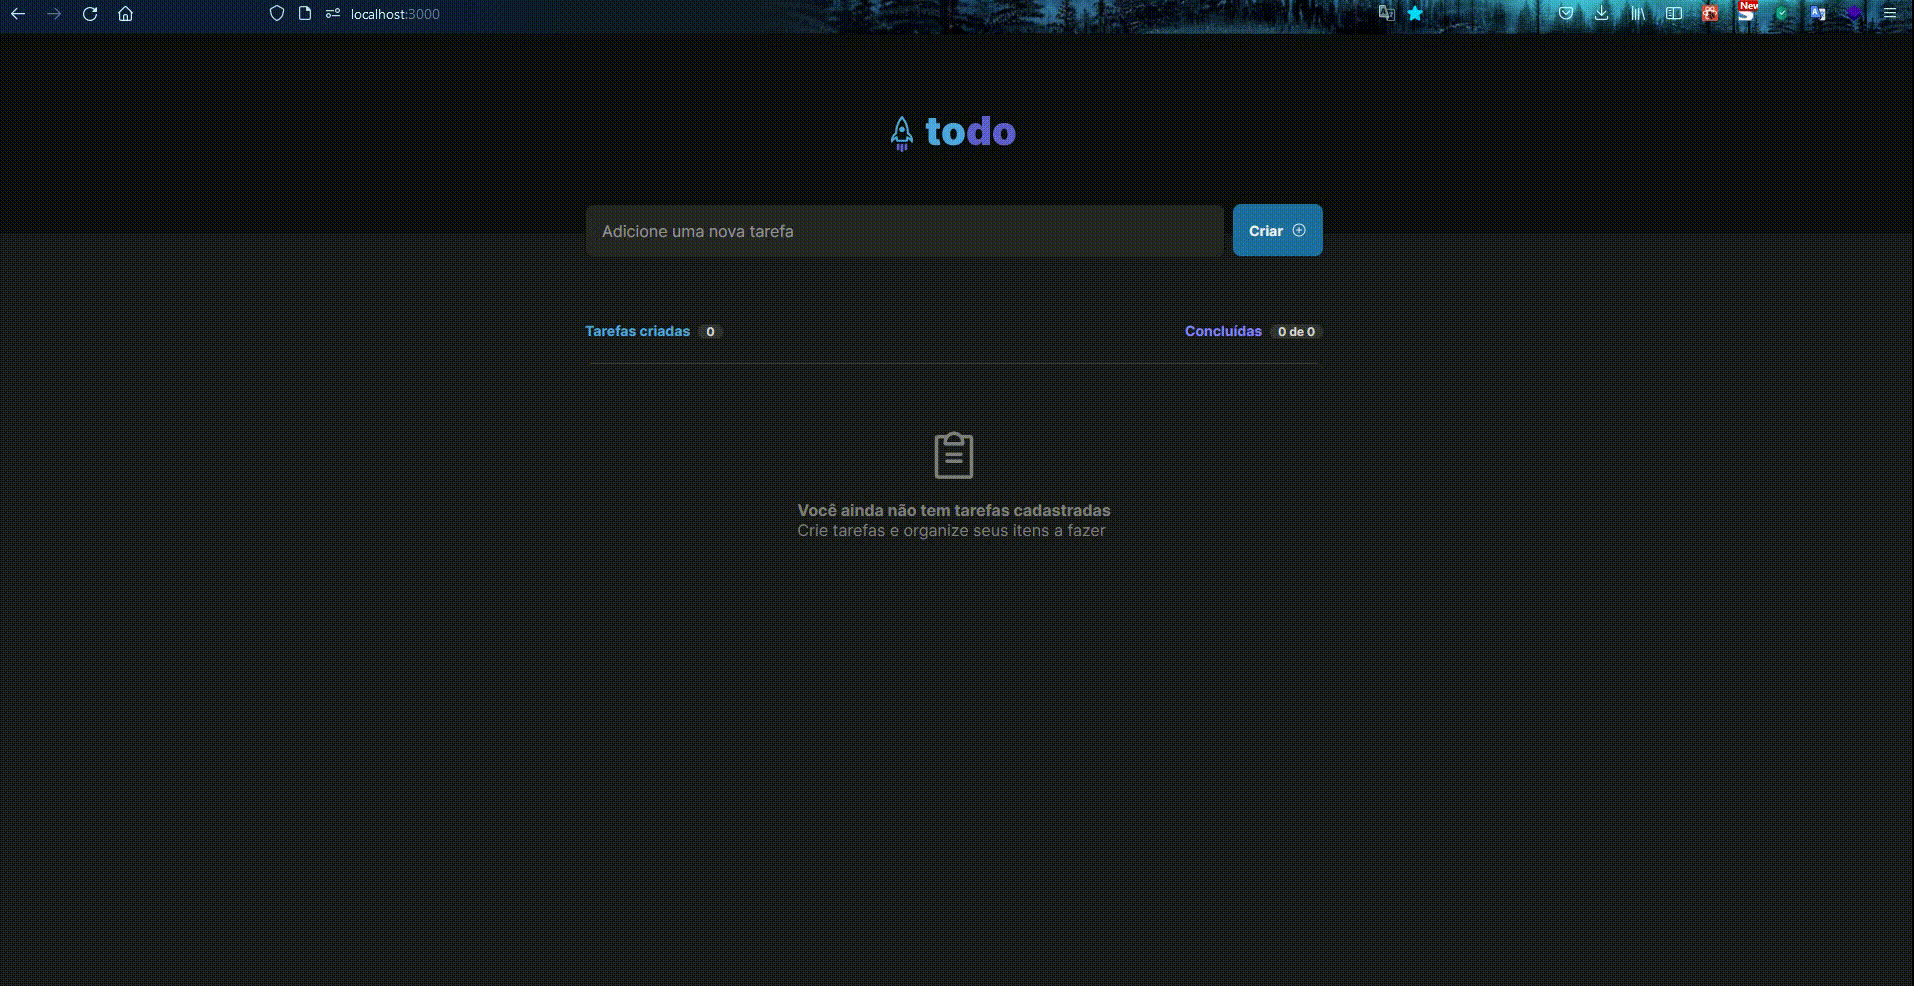 localhost:3000
New
todo
Adicione uma nova tarefa
Criar
Tarefas criadas 0
Concluídas 0 de 0
Você ainda não tem tarefas cadastradas
Crie tarefas e organize seus itens a fazer